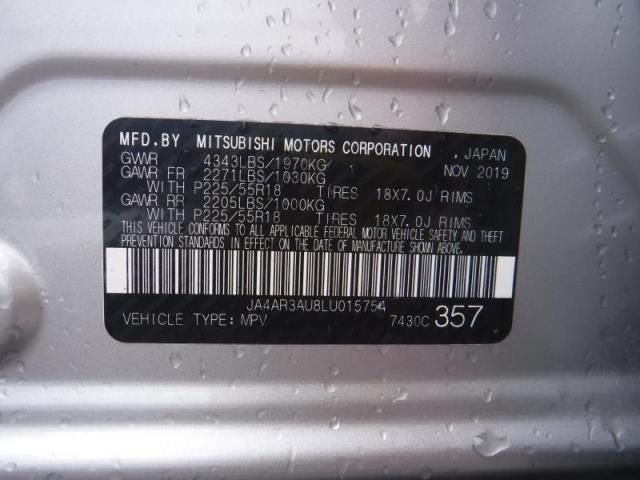 MFD.BY MITSUBISHI MOTORS CORPORATION , JAPAN
GVWR 4343LBS/1970KG NOV 2019
GAWR FR 2271LBS/1030KG
WITH P225/55R18 TIRES 18X7.0J RIMS
GAWR RR 2205LBS/1000KG
WITH P225/55R18 TIRES 18X7.0J RIMS
THIS VEHICLE CONFORMS TO ALL APPLICABLE FEDERAL MOTOR VEHICLE SAFETY AND THEFT
PREVENTION STANDARDS IN EFFECT ON THE DATE OF MANUFACTURE SHOWN ABOVE.
JA4AR3AU8LU015754
VEHICLE TYPE: MPV 7430C 357